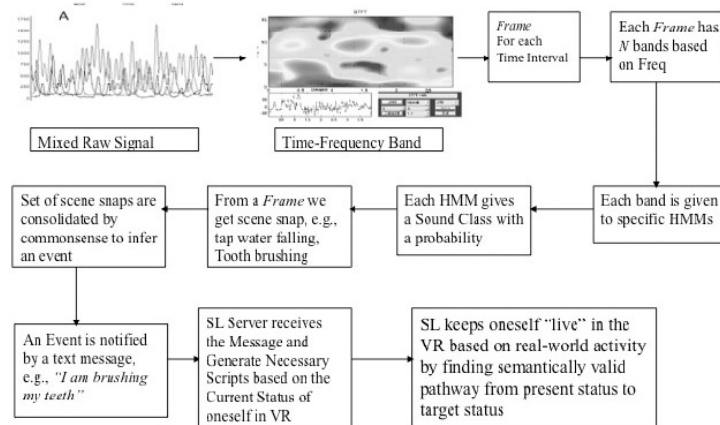 A
STFT
Mixed Raw Signal
Time-Frequency Band
Frame
For each
Time Interval
Each Frame has
N bands based
on Freq
Set of scene snaps are
consolidated by
commonsense to infer
an event
From a Frame we
get scene snap, e.g.,
tap water falling,
Tooth brushing
Each HMM gives
a Sound Class with
a probability
Each band is given
to specific HMMs
An Event is notified
by a text message,
e.g., “I am brushing
my teeth”
SL Server receives
the Message and
Generate Necessary
Scripts based on the
Current Status of
oneself in VR
SL keeps oneself “live” in the
VR based on real-world activity
by finding semantically valid
pathway from present status to
target status